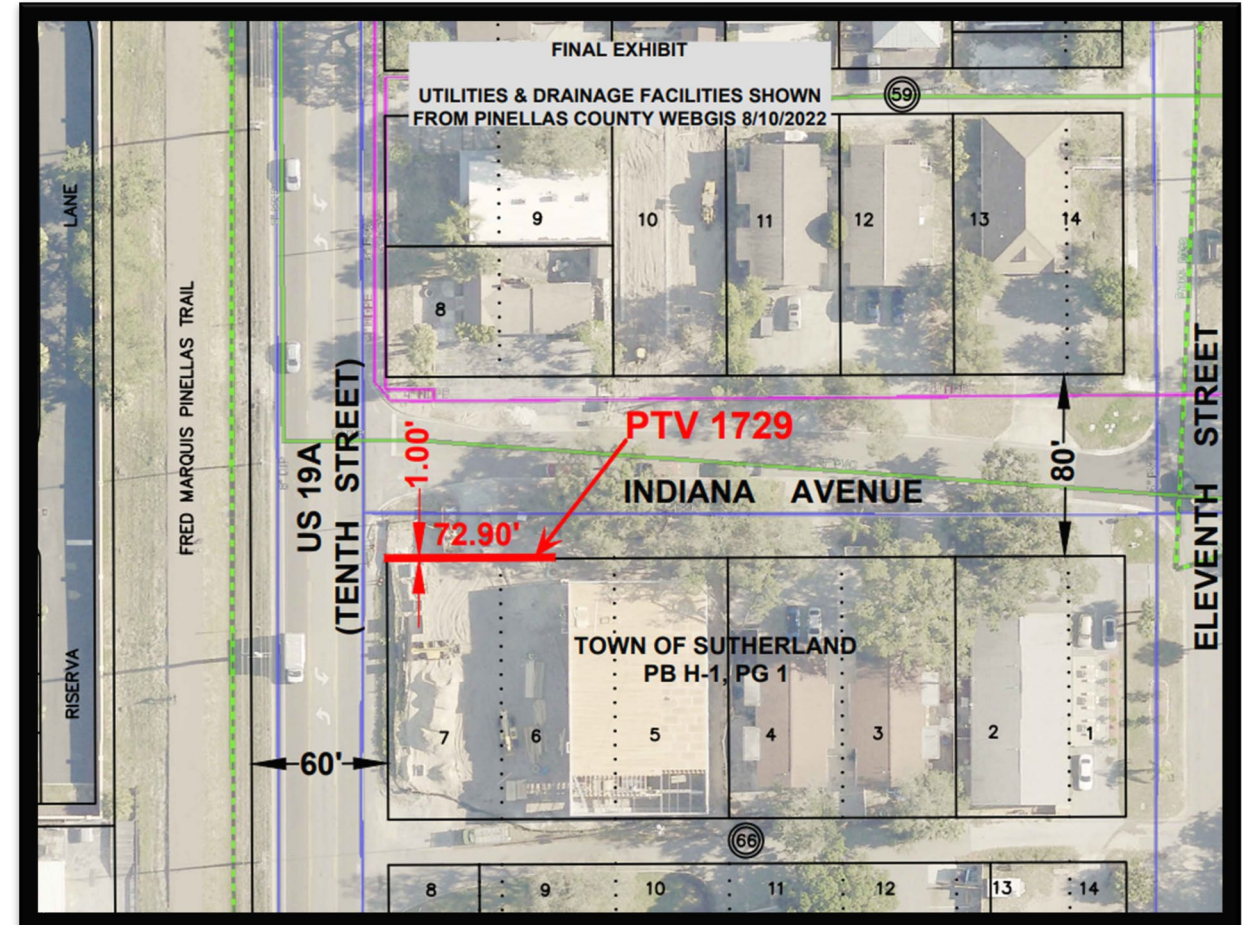 FINAL EXHIBIT
UTILITIES & DRAINAGE FACILITIES SHOWN
FROM PINELLAS COUNTY WEBGIS 8/10/2022
59
LANE
9
10
11
12
13
14
8
FRED MARQUIS PINELLAS TRAIL
US 19A
(TENTH STREET)
1.00'
PTV 1729
80'
ELEVENTH STREET
INDIANA AVENUE
72.90'
TOWN OF SUTHERLAND
PB H-1, PG 1
RISERVA
7
6
5
4
3
2
1
60'
66
8
9
10
11
12
13
14